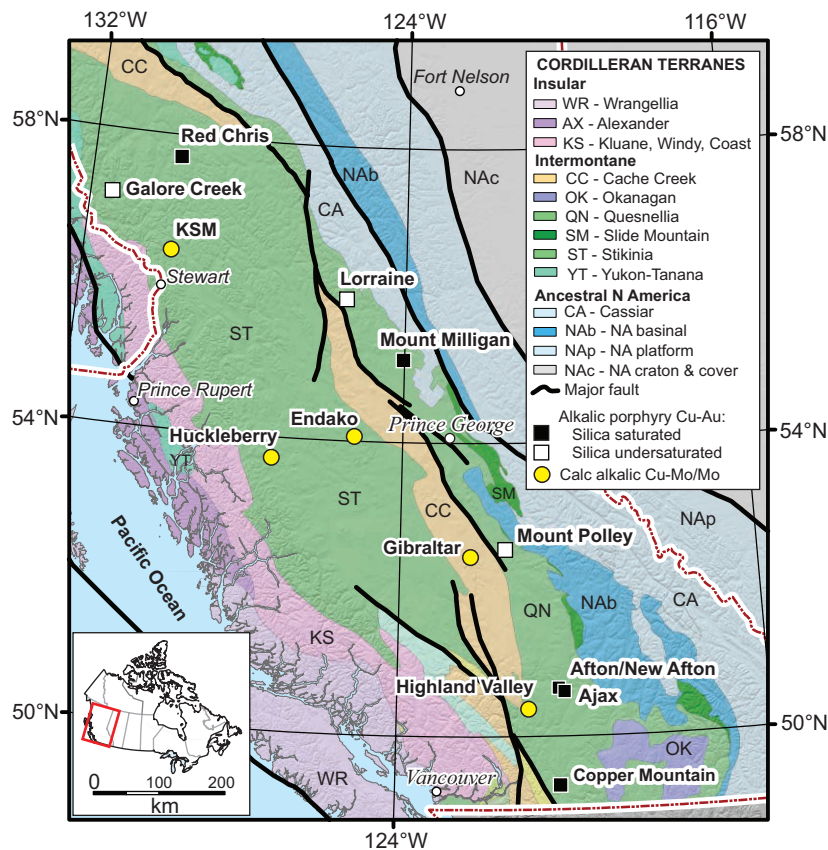 132°W
124°W
116°W
CC
Fort Nelson
58°N
58°N
Red Chris
NAb
NAc
Galore Creek
CA
KSM
Stewart
Lorraine
ST
Mount Milligan
Prince Rupert
54°N
Endako
Prince George
54°N
Huckleberry
YT
ST
SM
CC
NAp
Mount Polley
Gibraltar
Pacific Ocean
QN
NAb
CA
KS
Afton/New Afton
Highland Valley
Ajax
50°N
50°N
OK
WR
Vancouver
Copper Mountain
0 100 200
km
124°W
CORDILLERAN TERRANES
Insular
WR - Wrangellia
AX - Alexander
KS - Kluane, Windy, Coast
Intermontane
CC - Cache Creek
OK - Okanagan
QN - Quesnellia
SM - Slide Mountain
ST - Stikinia
YT - Yukon-Tanana
Ancestral N America
CA - Cassiar
NAb - NA basinal
NAp - NA platform
NAc - NA craton & cover
Major fault
Alkalic porphyry Cu-Au:
Silica saturated
Silica undersaturated
Calc alkalic Cu-Mo/Mo